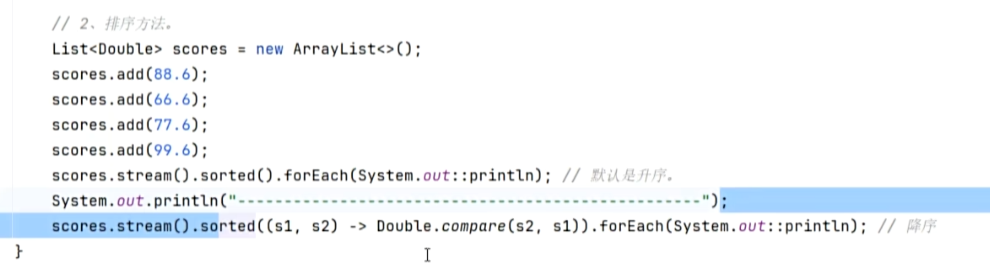 // 2、排序方法。
List<Double> scores = new ArrayList<>();
scores.add(88.6);
scores.add(66.6);
scores.add(77.6);
scores.add(99.6);
scores.stream().sorted().forEach(System.out::println); // 默认是升序。
System.out.println("--------------------------------------------------");
scores.stream().sorted((s1, s2) -> Double.compare(s2, s1)).forEach(System.out::println); // 降序
}